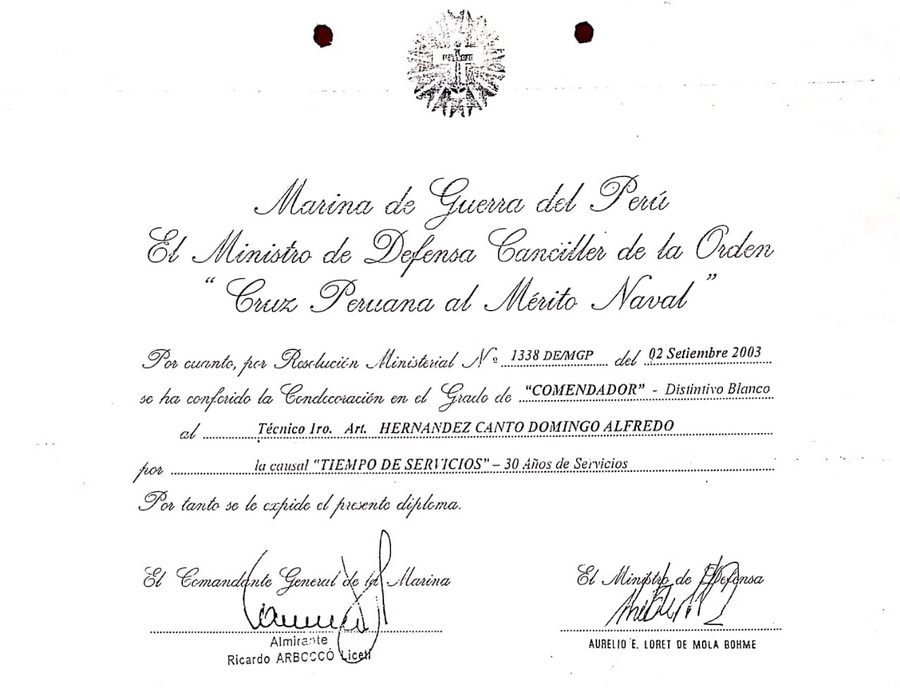 Marina de Guerra del Perú
El Ministro de Defensa Canciller de la Orden
"Cruz Peruana al Mérito Naval"
Por cuanto, por Resolución Ministerial Nº 1338 DE/MGP del 02 Setiembre 2003
se ha conferido la Condecoración en el Grado de "COMENDADOR" - Distintivo Blanco
al Técnico 1ro. Art. HERNANDEZ CANTO DOMINGO ALFREDO
por la causal "TIEMPO DE SERVICIOS" – 30 Años de Servicios
Por tanto se le expide el presente diploma.
El Comandante General de la Marina
Almirante
Ricardo ARBOCCÓ Liceti
El Ministro de Defensa
AURELIO E. LORET DE MOLA BOHME